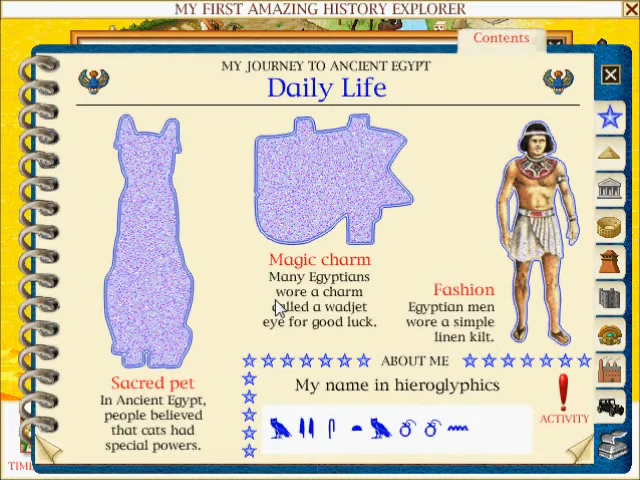 MY FIRST AMAZING HISTORY EXPLORER
Contents
MY JOURNEY TO ANCIENT EGYPT
Daily Life
Magic charm
Many Egyptians
wore a charm
called a wadjet
eye for good luck.
Fashion
Egyptian men
wore a simple
linen kilt.
Sacred pet
In Ancient Egypt,
people believed
that cats had
special powers.
ABOUT ME
My name in hieroglyphics
ACTIVITY
TIME